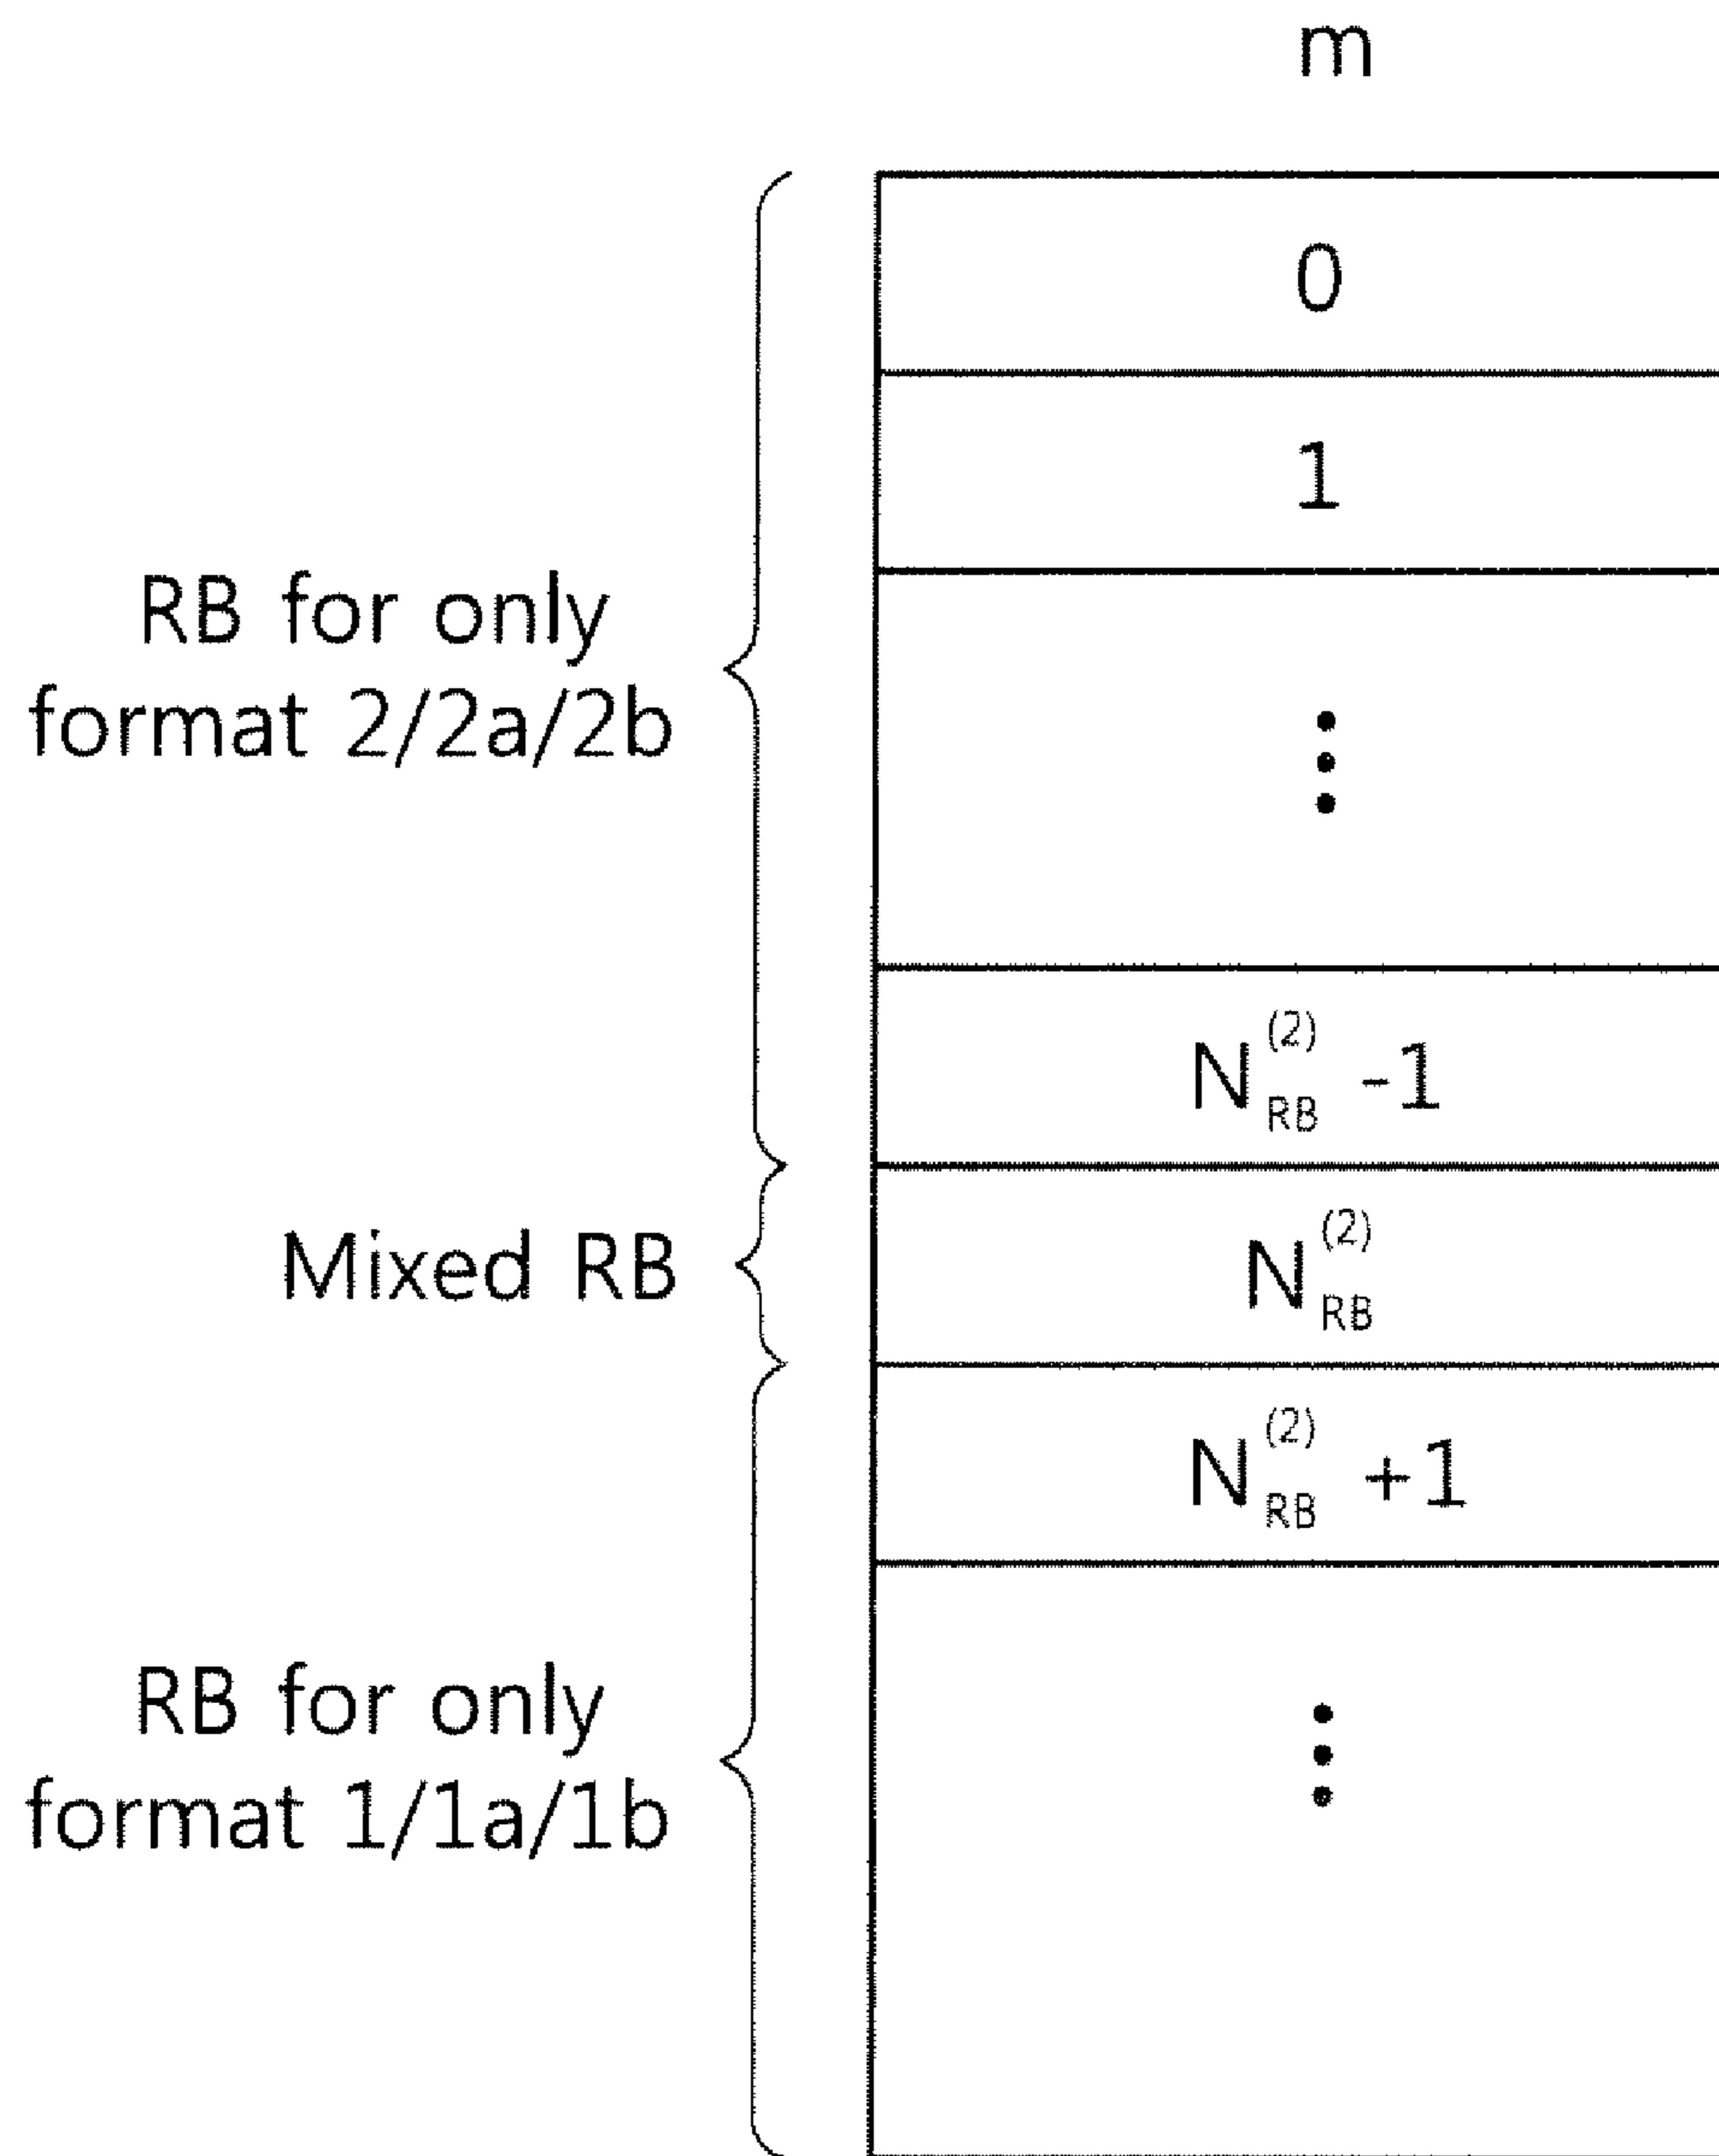 m
0
1
RB for only
format 2/2a/2b
N_RB^(2) -1
Mixed RB
N_RB^(2)
N_RB^(2) +1
RB for only
format 1/1a/1b